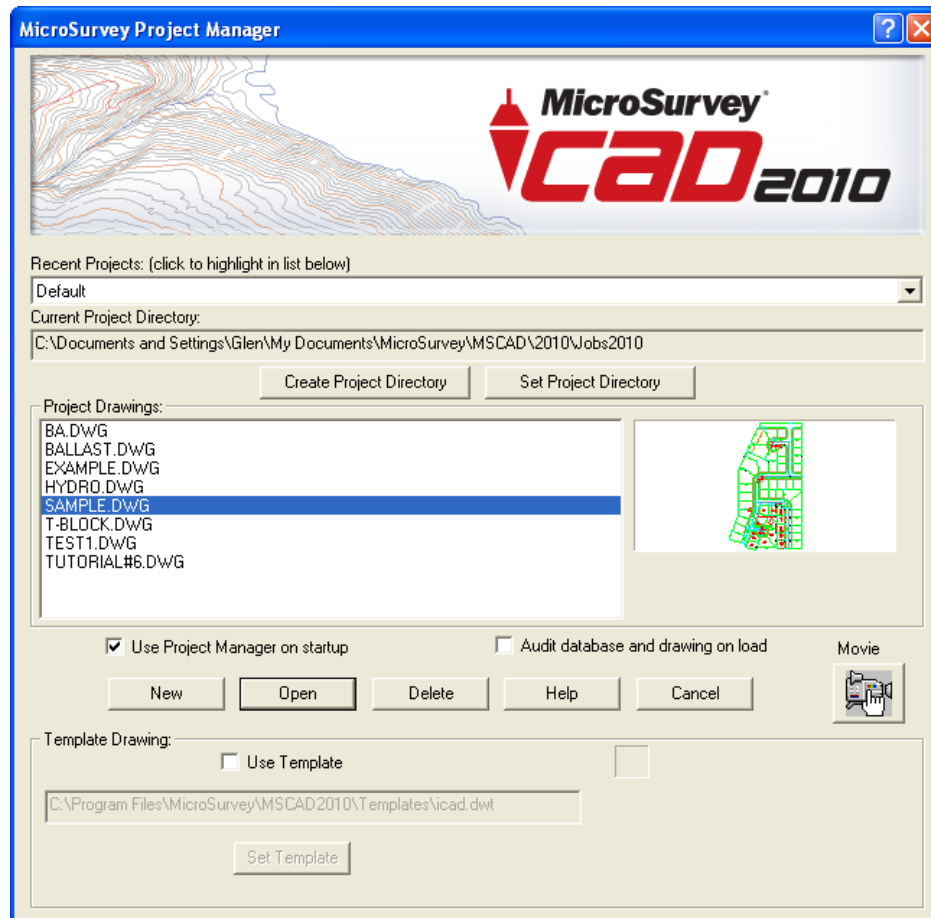 MicroSurvey Project Manager
MicroSurvey
CAD 2010
Recent Projects: (click to highlight in list below)
Default
Current Project Directory:
C:\Documents and Settings\Glen\My Documents\MicroSurvey\MSCAD\2010\Jobs2010
Create Project Directory Set Project Directory
Project Drawings:
BA.DWG
BALLAST.DWG
EXAMPLE.DWG
HYDRO.DWG
SAMPLE.DWG
T-BLOCK.DWG
TEST1.DWG
TUTORIAL#6.DWG
Use Project Manager on startup Audit database and drawing on load Movie
New Open Delete Help Cancel
Template Drawing:
Use Template
C:\Program Files\MicroSurvey\MSCAD2010\Templates\icad.dwt
Set Template